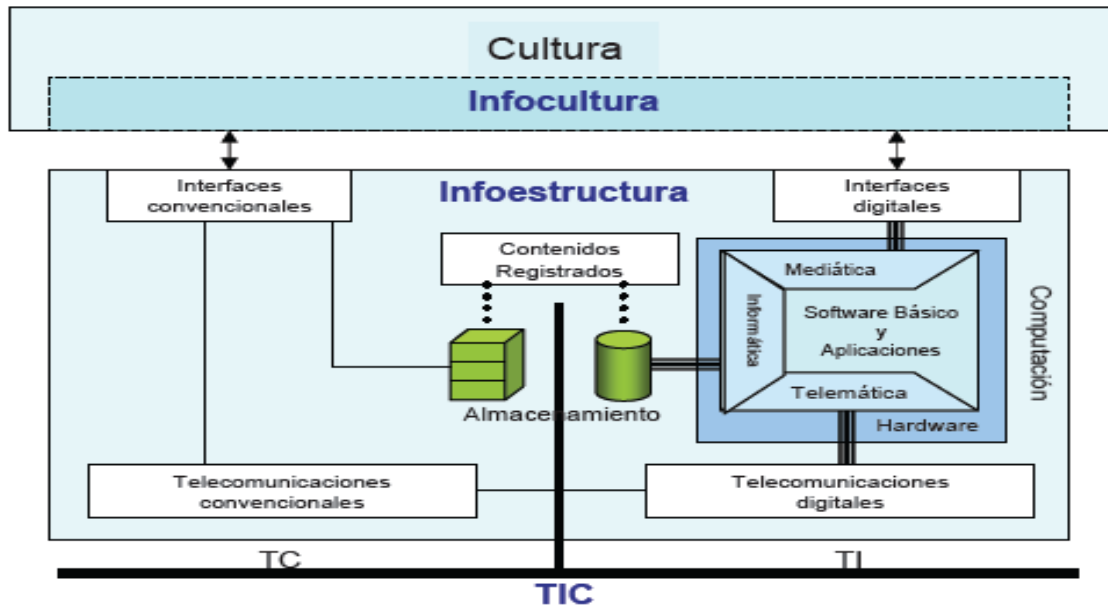 Cultura
Infocultura
Interfaces
convencionales
Infoestructura
Interfaces
digitales
Contenidos
Registrados
Mediática
Informática
Software Básico
y
Aplicaciones
Telemática
Hardware
Computación
Almacenamiento
Telecomunicaciones
convencionales
Telecomunicaciones
digitales
TC
TI
TIC